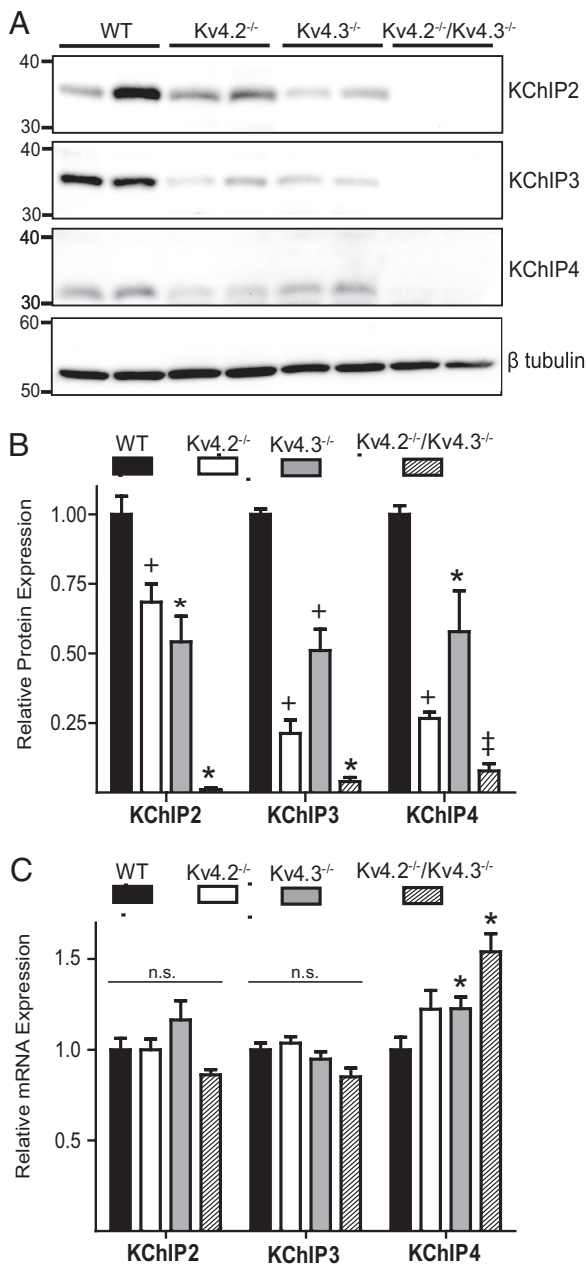 A
WT Kv4.2-/- Kv4.3-/- Kv4.2-/-/Kv4.3-/-
40
30
KChIP2
40
30
KChIP3
40
30
KChIP4
60
50
β tubulin
B
WT Kv4.2-/- Kv4.3-/- Kv4.2-/-/Kv4.3-/-
Relative Protein Expression
1.00
0.75
0.50
0.25
+ * *
+ + *
+ * ‡
KChIP2 KChIP3 KChIP4
C
WT Kv4.2-/- Kv4.3-/- Kv4.2-/-/Kv4.3-/-
Relative mRNA Expression
1.5
1.0
0.5
n.s. n.s. * *
KChIP2 KChIP3 KChIP4